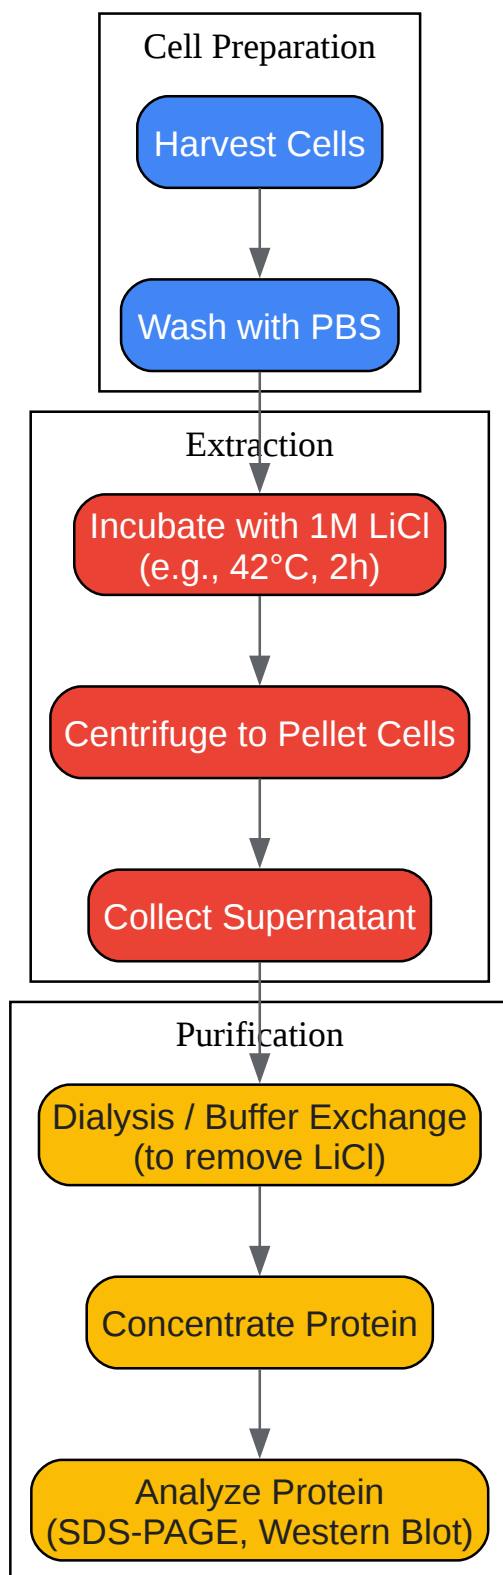 Cell Preparation
Harvest Cells
Wash with PBS
Extraction
Incubate with 1M LiCl
(e.g., 42°C, 2h)
Centrifuge to Pellet Cells
Collect Supernatant
Purification
Dialysis / Buffer Exchange
(to remove LiCl)
Concentrate Protein
Analyze Protein
(SDS-PAGE, Western Blot)